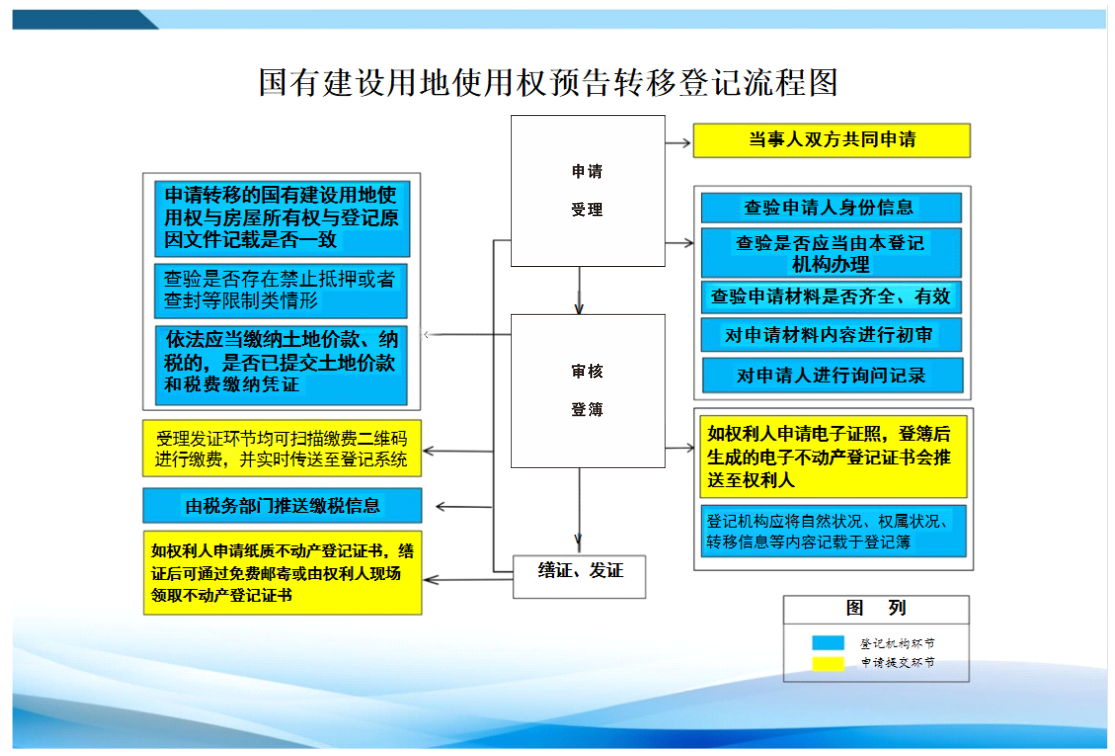 国有建设用地使用权预告转移登记流程图
申请
受理
当事人双方共同申请
查验申请人身份信息
查验是否应当由本登记
机构办理
查验申请材料是否齐全、有效
对申请材料内容进行初审
对申请人进行询问记录
申请转移的国有建设用地使
用权与房屋所有权与登记原
因文件记载是否一致
查验是否存在禁止抵押或者
查封等限制类情形
依法应当缴纳土地价款、纳
税的，是否已提交土地价款
和税费缴纳凭证
审核
登簿
受理发证环节均可扫描缴费二维码
进行缴费，并实时传送至登记系统
由税务部门推送缴税信息
如权利人申请纸质不动产登记证书，缮
证后可通过免费邮寄或由权利人现场
领取不动产登记证书
如权利人申请电子证照，登簿后
生成的电子不动产登记证书会推
送至权利人
登记机构应将自然状况、权属状况、
转移信息等内容记载于登记簿
缮证、发证
图 列
登记机构环节
申请提交环节